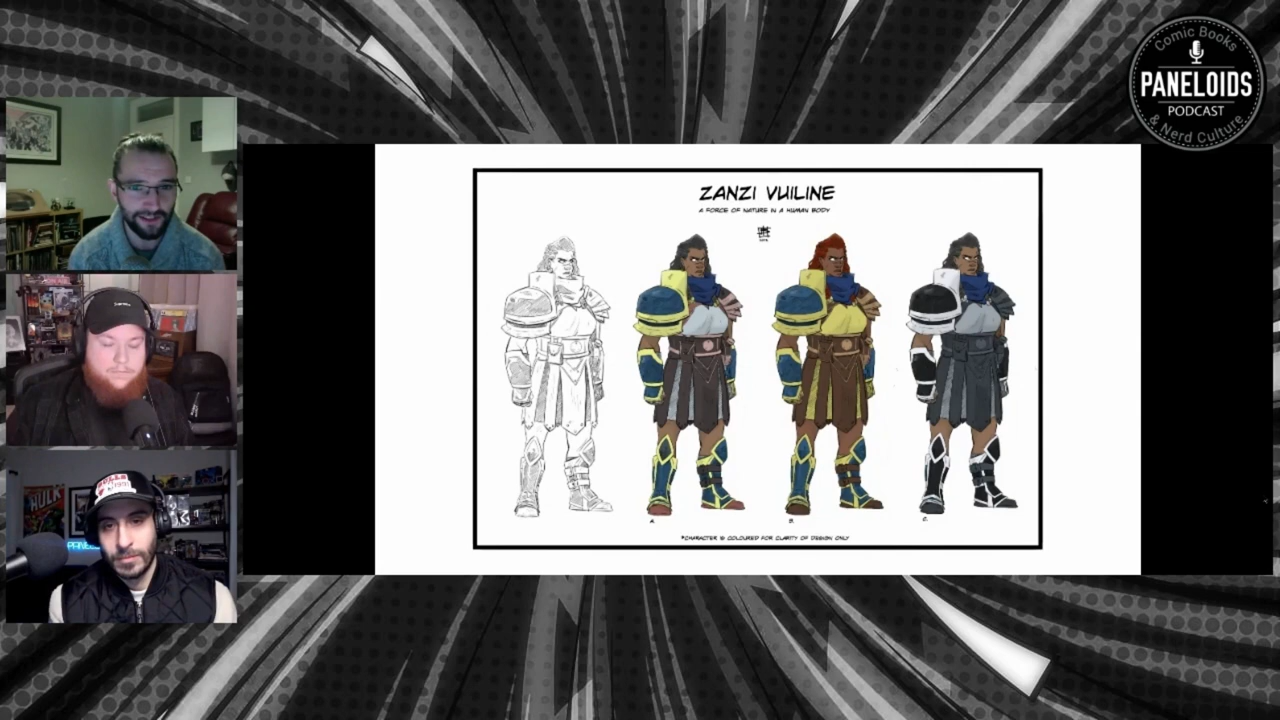 Comic Books
PANELOIDS
PODCAST
& Nerd Culture
ZANZI VUILINE
A FORCE OF NATURE IN A HUMAN BODY
A.
B.
C.
*CHARACTER IS COLOURED FOR CLARITY OF DESIGN ONLY
HULK
BULLS